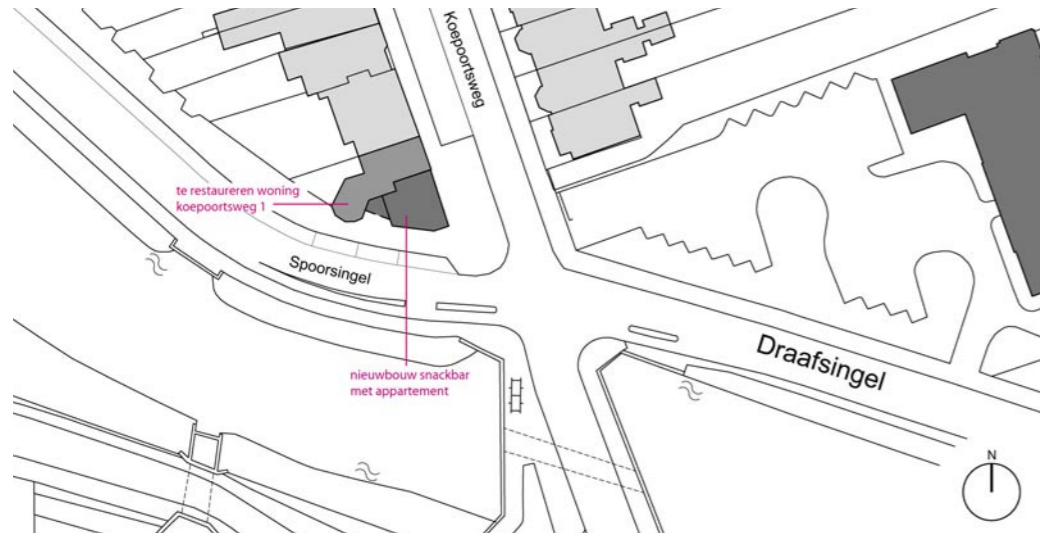 Koepoortsweg
te restaureren woning
koepoortsweg 1
Spoorsingel
nieuwbouw snackbar
met appartement
Draafsingel
N